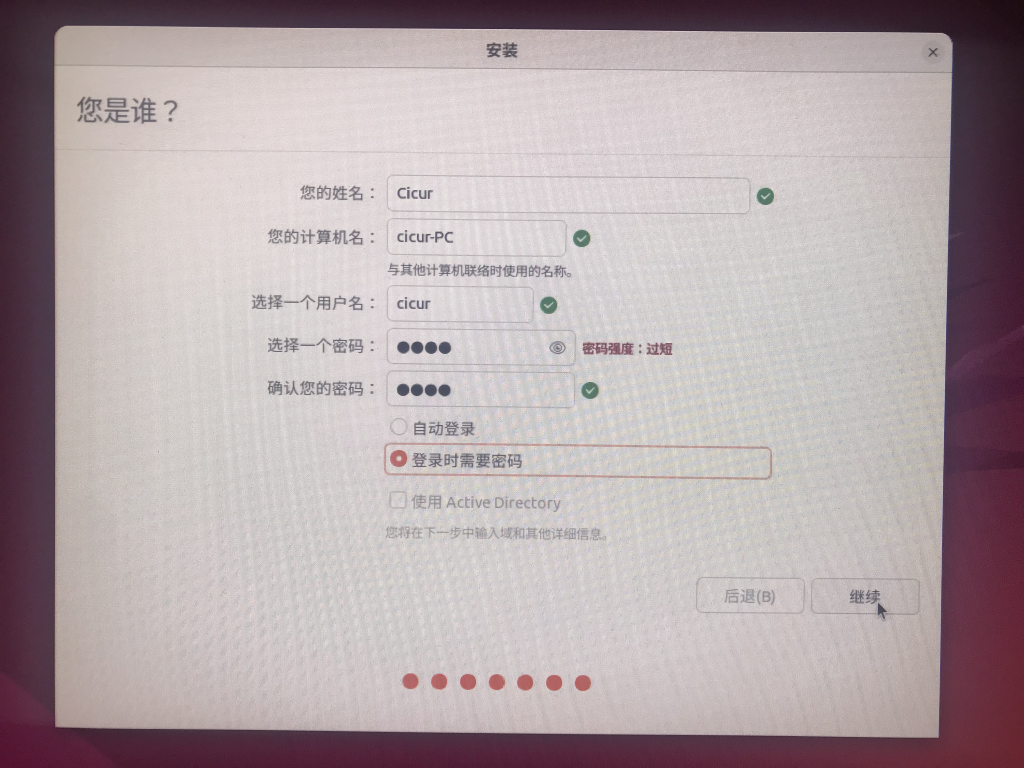 安装
您是谁？
您的姓名： Cicur
您的计算机名： cicur-PC
与其他计算机联络时使用的名称。
选择一个用户名： cicur
选择一个密码： ●●●● 密码强度：过短
确认您的密码： ●●●●
自动登录
登录时需要密码
使用 Active Directory
您将在下一步中输入域和其他详细信息。
后退(B) 继续